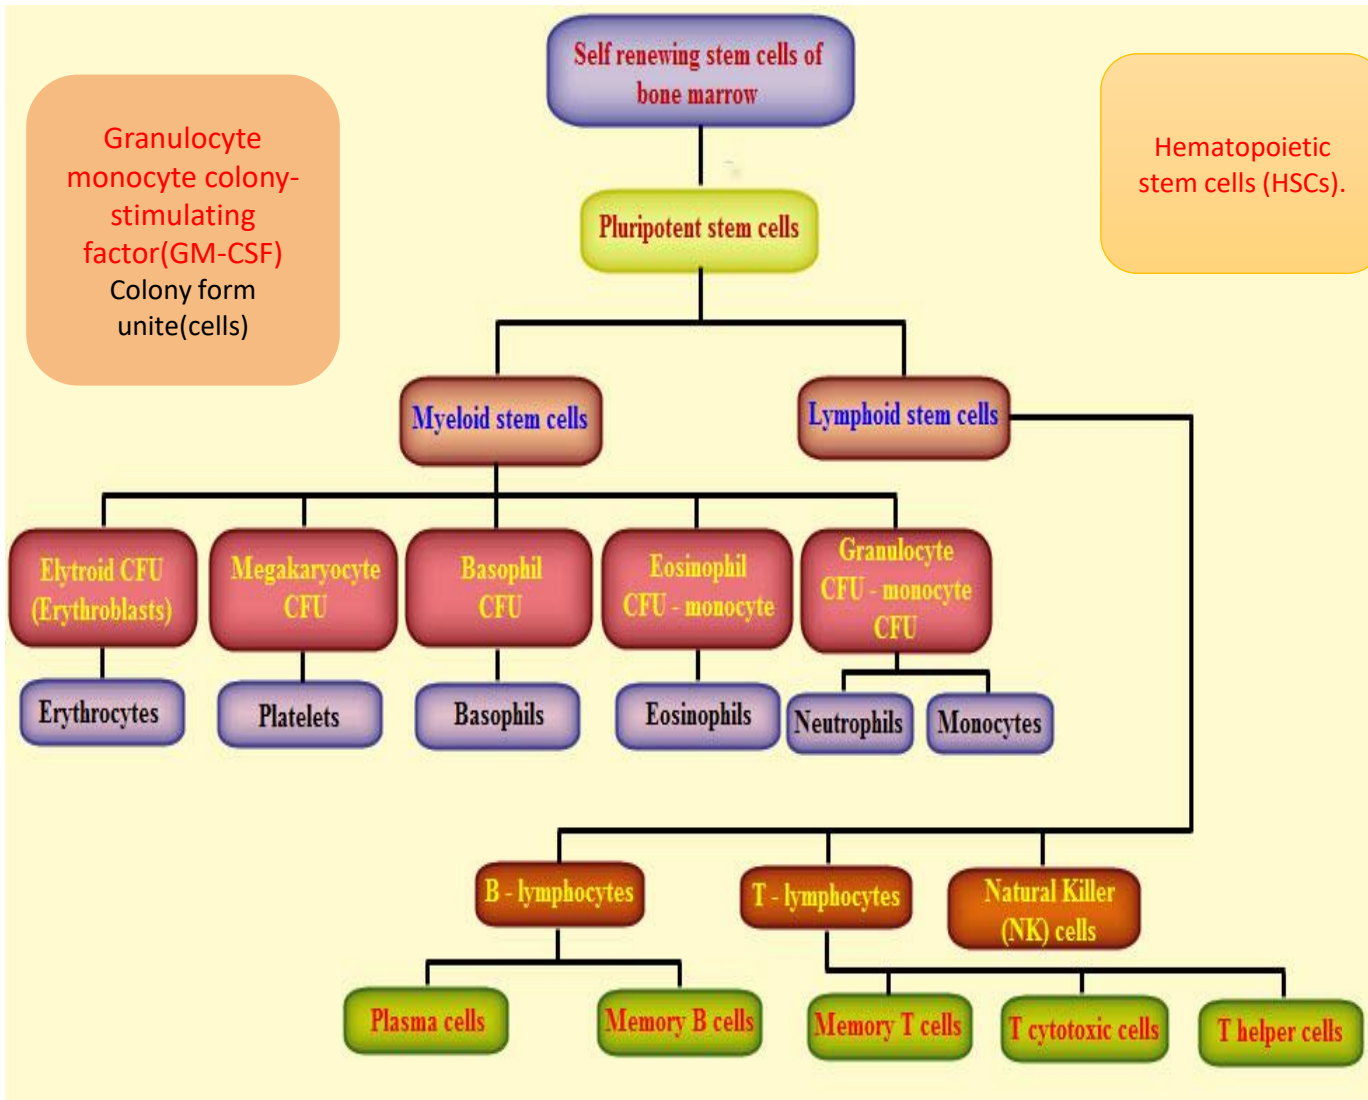 Self renewing stem cells of
bone marrow
Granulocyte
monocyte colony-
stimulating
factor(GM-CSF)
Colony form
unite(cells)
Hematopoietic
stem cells (HSCs).
Pluripotent stem cells
Myeloid stem cells
Lymphoid stem cells
Elytroid CFU
(Erythroblasts)
Megakaryocyte
CFU
Basophil
CFU
Eosinophil
CFU - monocyte
Granulocyte
CFU - monocyte
CFU
Erythrocytes
Platelets
Basophils
Eosinophils
Neutrophils
Monocytes
B - lymphocytes
T - lymphocytes
Natural Killer
(NK) cells
Plasma cells
Memory B cells
Memory T cells
T cytotoxic cells
T helper cells